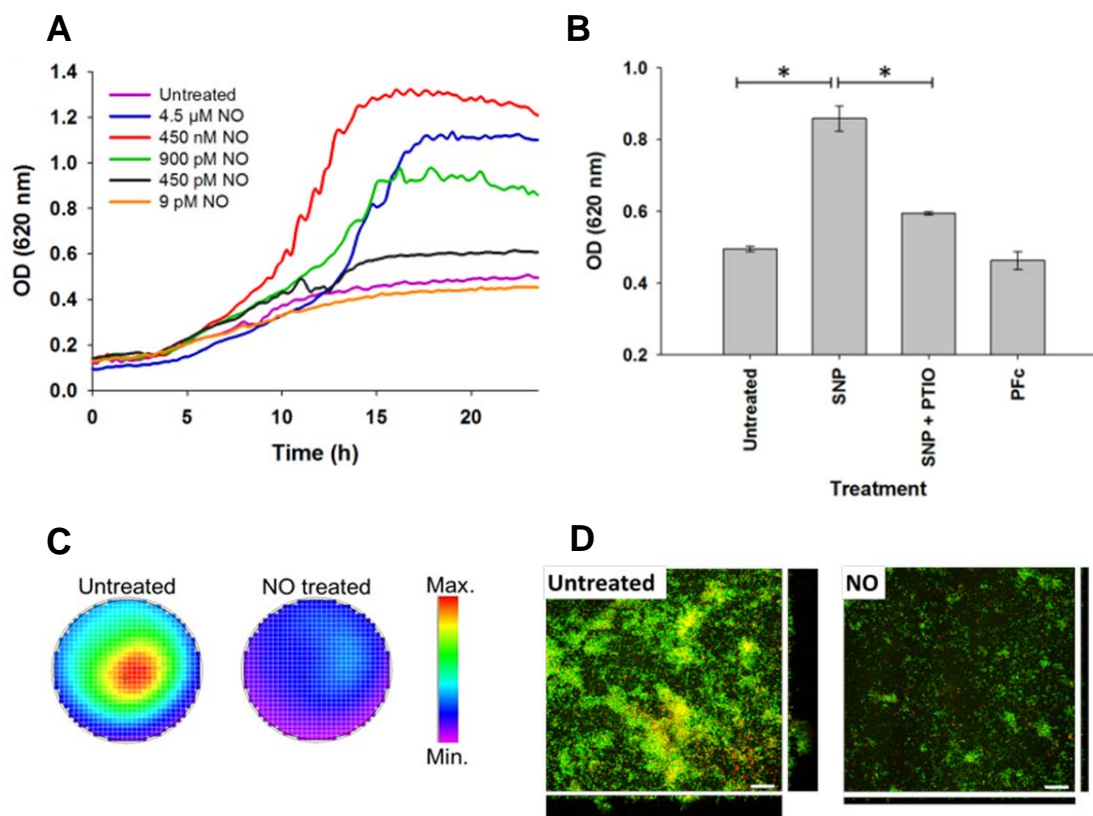 A
1.4
1.2
1.0
0.8
0.6
0.4
0.2
0.0
OD (620 nm)
Untreated
4.5 µM NO
450 nM NO
900 pM NO
450 pM NO
9 pM NO
0
5
10
15
20
Time (h)
B
1.0
0.8
0.6
0.4
0.2
OD (620 nm)
*
*
Untreated
SNP
SNP + PTIO
PFc
Treatment
C
Untreated
NO treated
Max.
Min.
D
Untreated
NO